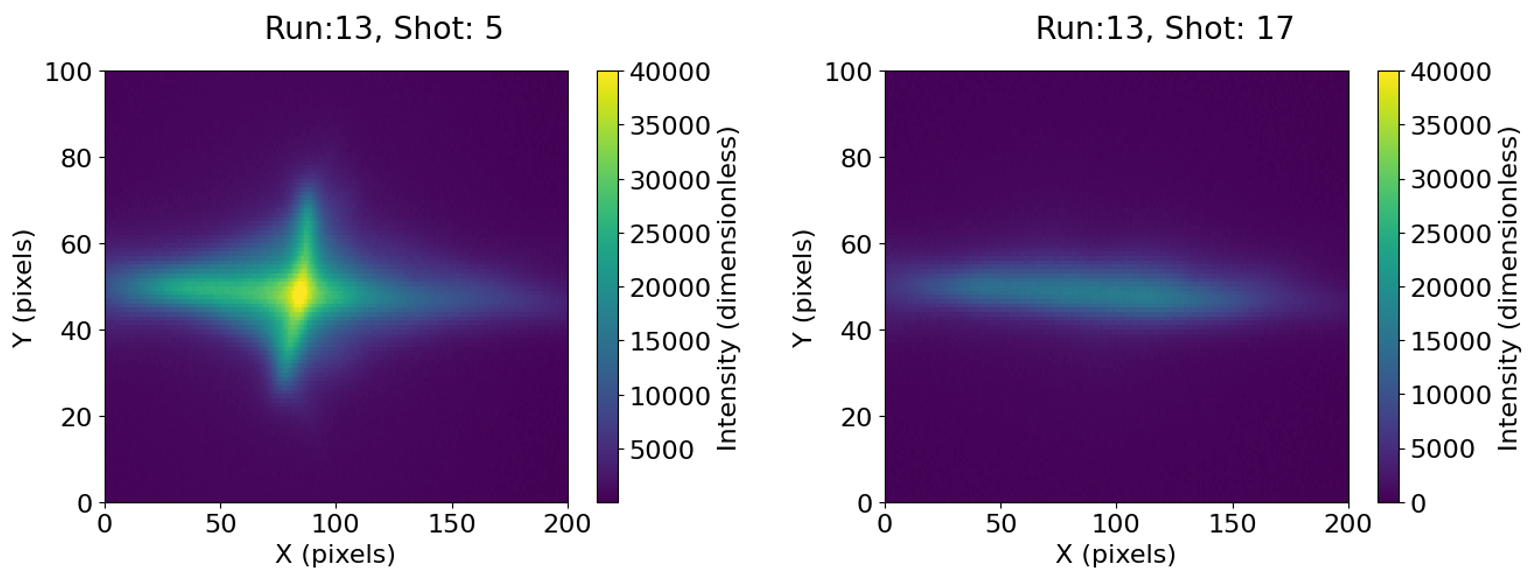 Run:13, Shot: 5
100
80
60
40
20
0
Y (pixels)
0 50 100 150 200
X (pixels)
40000
35000
30000
25000
20000
15000
10000
5000
Intensity (dimensionless)
Run:13, Shot: 17
100
80
60
40
20
0
Y (pixels)
0 50 100 150 200
X (pixels)
40000
35000
30000
25000
20000
15000
10000
5000
0
Intensity (dimensionless)